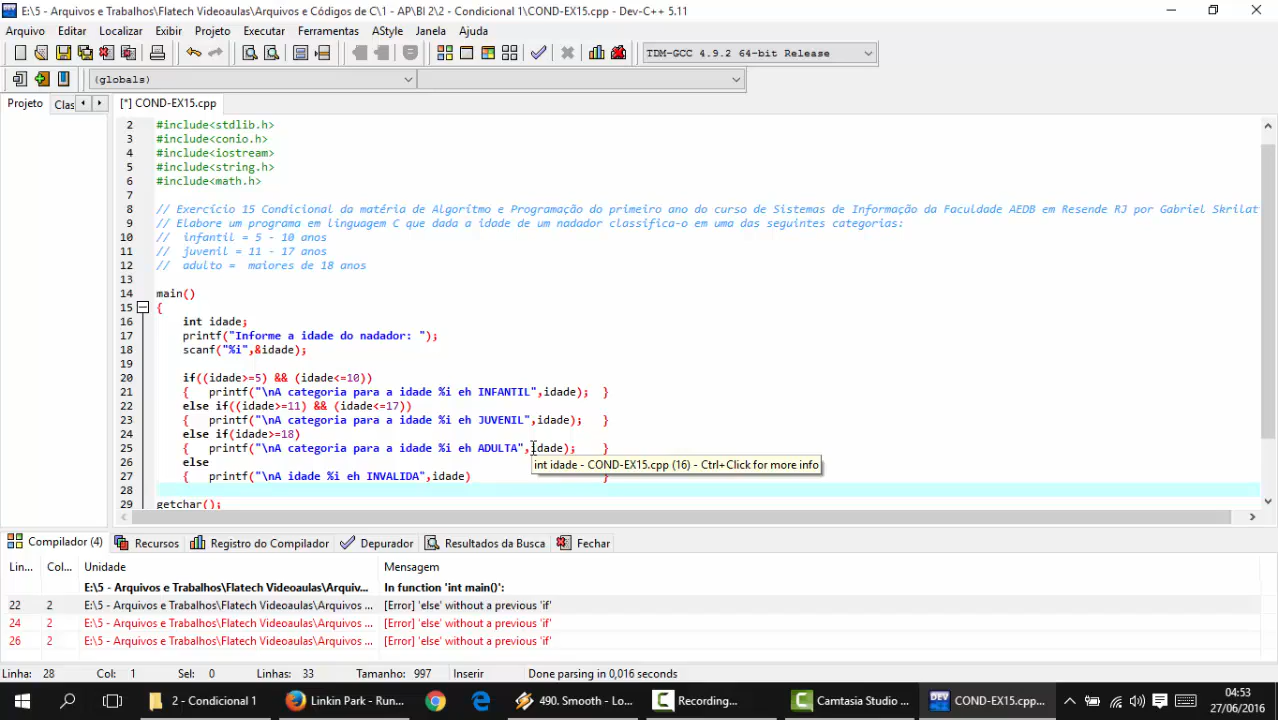 E:\5 - Arquivos e Trabalhos\Flatech Videoaulas\Arquivos e Códigos de C\1 - AP\BI 2\2 - Condicional 1\COND-EX15.cpp - Dev-C++ 5.11
Arquivo Editar Localizar Exibir Projeto Executar Ferramentas AStyle Janela Ajuda
TDM-GCC 4.9.2 64-bit Release
(globals)
Projeto Clas [*] COND-EX15.cpp
2 #include<stdlib.h>
3 #include<conio.h>
4 #include<iostream>
5 #include<string.h>
6 #include<math.h>
7
8 // Exercício 15 Condicional da matéria de Algoritmo e Programação do primeiro ano do curso de Sistemas de Informação da Faculdade AEDB em Resende RJ por Gabriel Skrilat
9 // Elabore um programa em linguagem C que dada a idade de um nadador classifica-o em uma das seguintes categorias:
10 // infantil = 5 - 10 anos
11 // juvenil = 11 - 17 anos
12 // adulto = maiores de 18 anos
13
14 main()
15 {
16 int idade;
17 printf("Informe a idade do nadador: ");
18 scanf("%i",&idade);
19
20 if((idade>=5) && (idade<=10))
21 { printf("\nA categoria para a idade %i eh INFANTIL",idade); }
22 else if((idade>=11) && (idade<=17))
23 { printf("\nA categoria para a idade %i eh JUVENIL",idade); }
24 else if(idade>=18)
25 { printf("\nA categoria para a idade %i eh ADULTA",idade); }
26 else
int idade - COND-EX15.cpp (16) - Ctrl+Click for more info
27 { printf("\nA idade %i eh INVALIDA",idade) }
28
29 getchar();
Compilador (4) Recursos Registro do Compilador Depurador Resultados da Busca Fechar
Lin... Col... Unidade Mensagem
E:\5 - Arquivos e Trabalhos\Flatech Videoaulas\Arquiv... In function 'int main()':
22 2 E:\5 - Arquivos e Trabalhos\Flatech Videoaulas\Arquivos ... [Error] 'else' without a previous 'if'
24 2 E:\5 - Arquivos e Trabalhos\Flatech Videoaulas\Arquivos ... [Error] 'else' without a previous 'if'
26 2 E:\5 - Arquivos e Trabalhos\Flatech Videoaulas\Arquivos ... [Error] 'else' without a previous 'if'
Linha: 28 Col: 1 Sel: 0 Linhas: 33 Tamanho: 997 Inserir Done parsing in 0,016 seconds
2 - Condicional 1 Linkin Park - Run... 490. Smooth - Lo... Recording... Camtasia Studio ... DEV COND-EX15.cpp... 04:53
27/06/2016